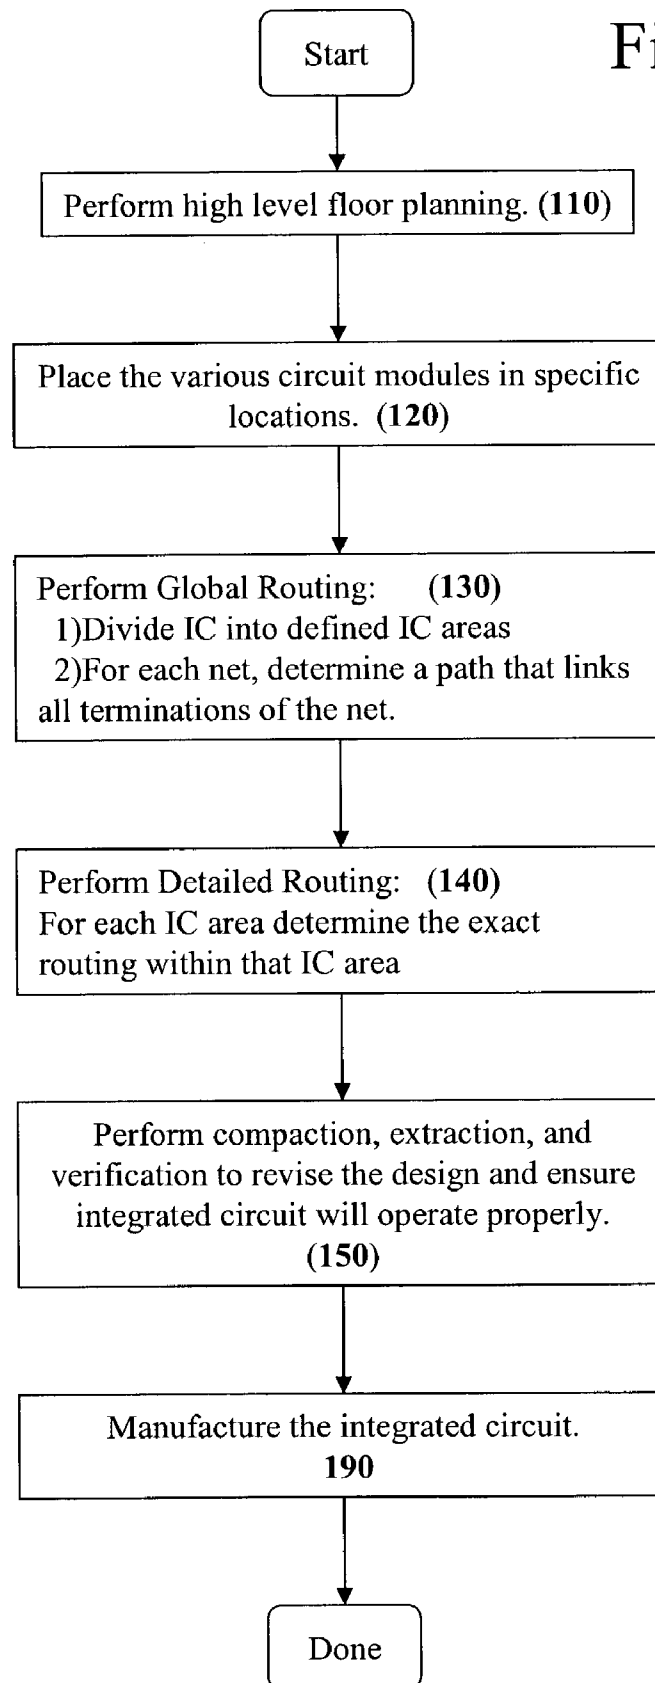 Start
Fi
Perform high level floor planning. (110)
Place the various circuit modules in specific
locations. (120)
Perform Global Routing: (130)
1)Divide IC into defined IC areas
2)For each net, determine a path that links
all terminations of the net.
Perform Detailed Routing: (140)
For each IC area determine the exact
routing within that IC area
Perform compaction, extraction, and
verification to revise the design and ensure
integrated circuit will operate properly.
(150)
Manufacture the integrated circuit.
190
Done